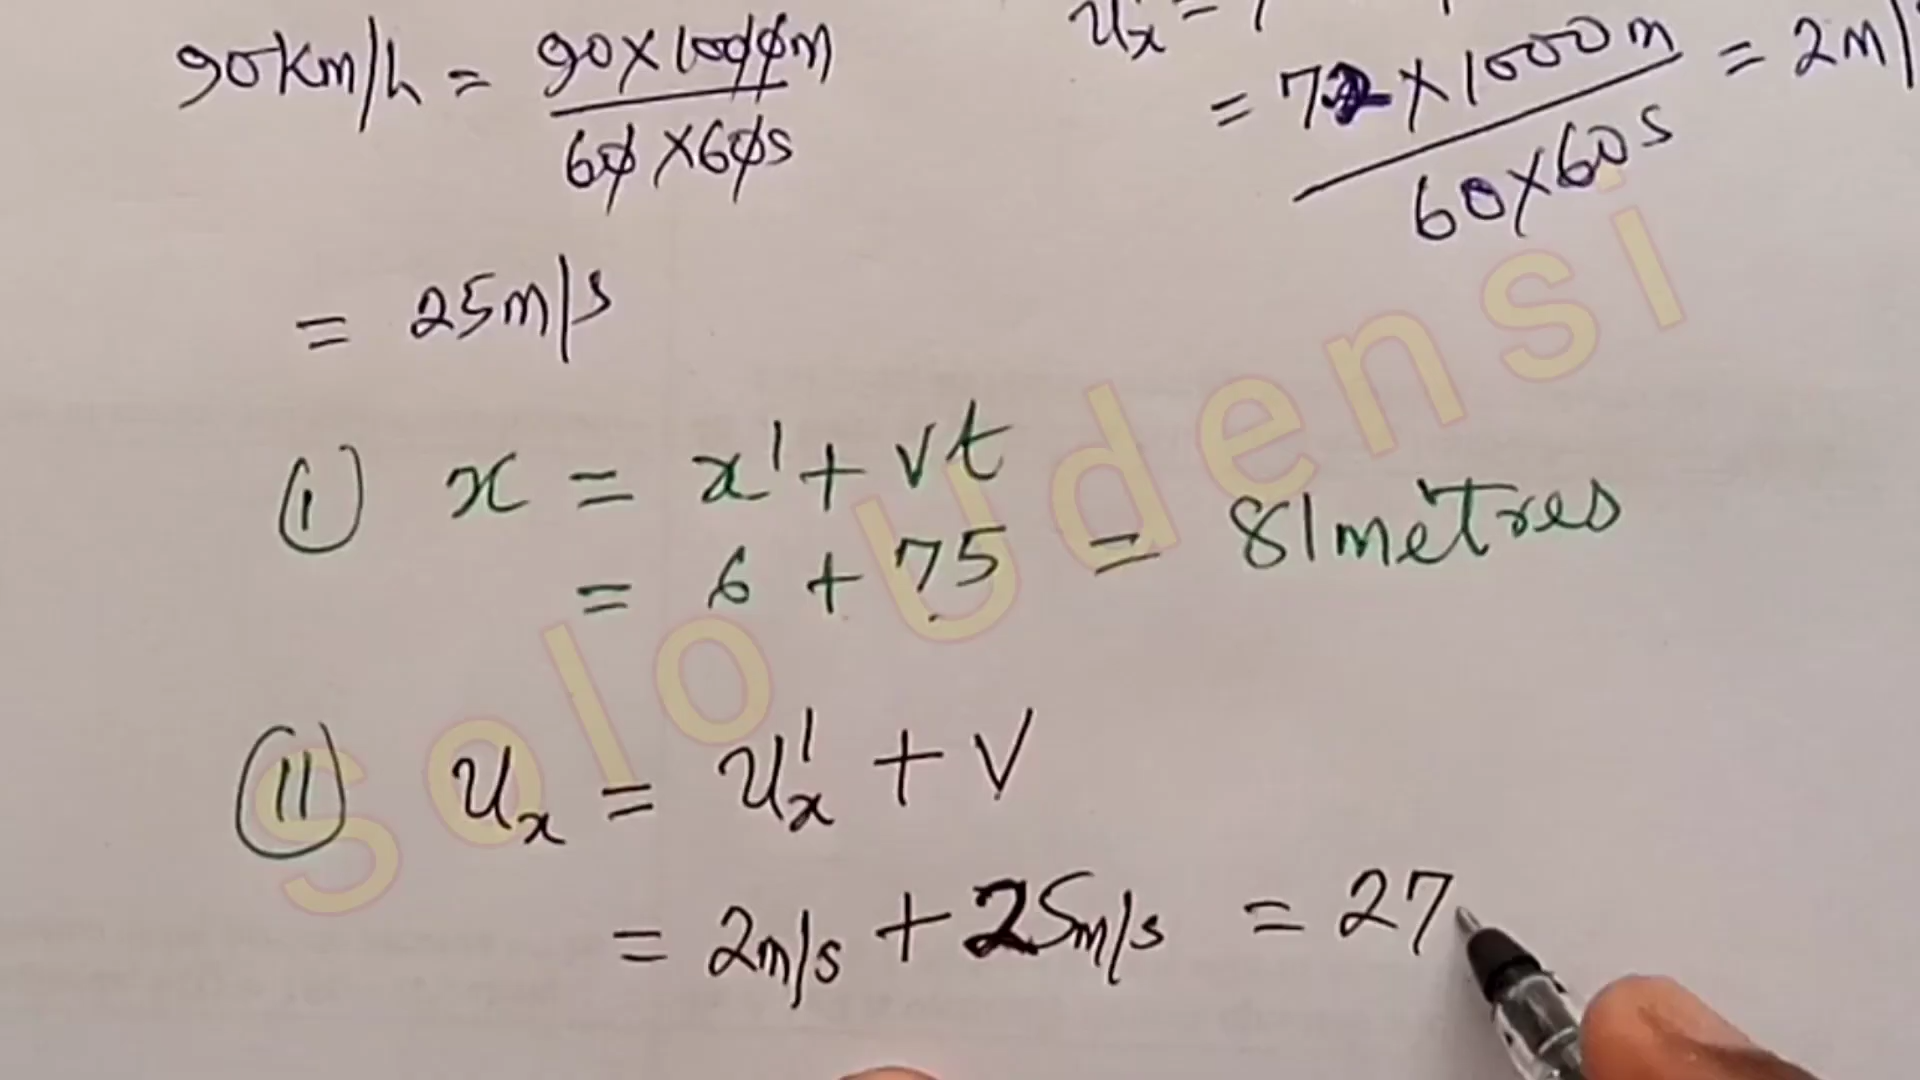 90km/h = 90 x 1000m / 60 x 60s
= 25m/s
u'x =
= 72 x 1000m / 60 x 60s = 2m/
(i) x = x' + vt
= 6 + 75 = 81metres
(ii) Ux = U'x + V
= 2m/s + 25m/s = 27
Solo Udensi